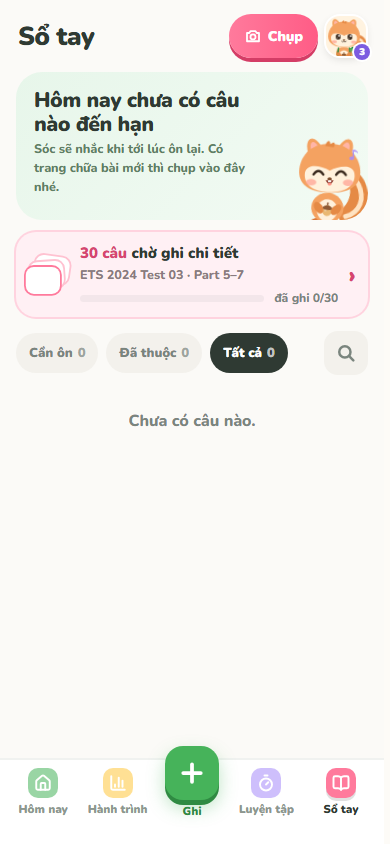 Sổ tay
Chụp
3
Hôm nay chưa có câu
nào đến hạn
Sóc sẽ nhắc khi tới lúc ôn lại. Có
trang chữa bài mới thì chụp vào đây
nhé.
30 câu chờ ghi chi tiết
ETS 2024 Test 03 · Part 5–7
đã ghi 0/30
Cần ôn 0
Đã thuộc 0
Tất cả 0
Chưa có câu nào.
Hôm nay
Hành trình
Ghi
Luyện tập
Sổ tay